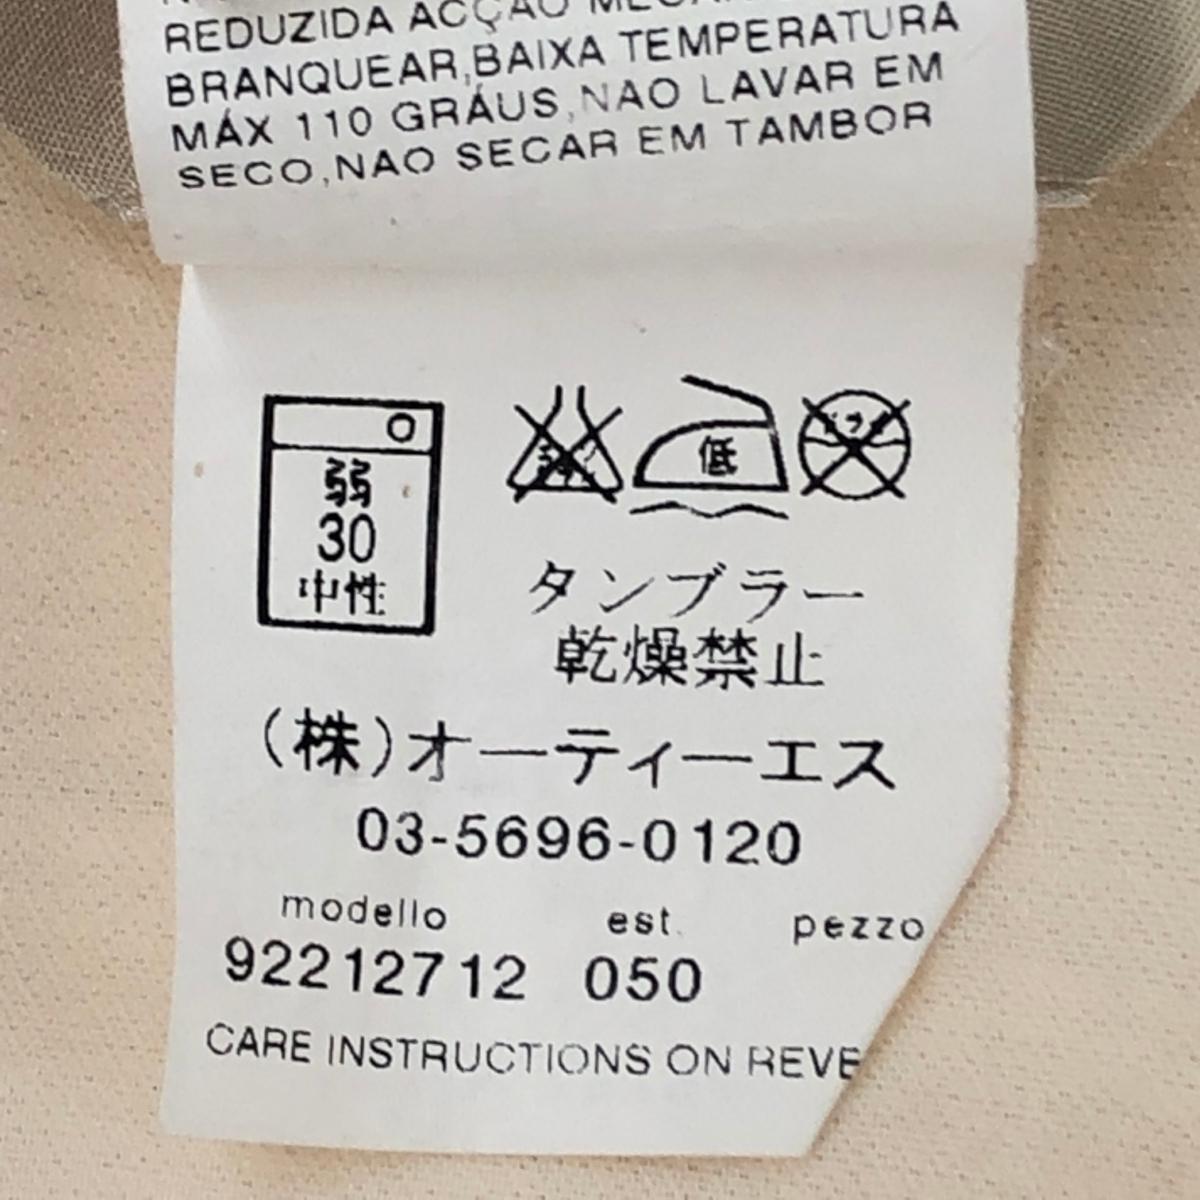 REDUZIDA ACÇAO
BRANQUEAR,BAIXA TEMPERATURA
MÁX 110 GRÁUS,NAO LAVAR EM
SECO,NAO SECAR EM TAMBOR
弱
30
中性
低
タンブラー
乾燥禁止
(株)オーティーエス
03-5696-0120
modello est. pezzo
92212712 050
CARE INSTRUCTIONS ON REVE